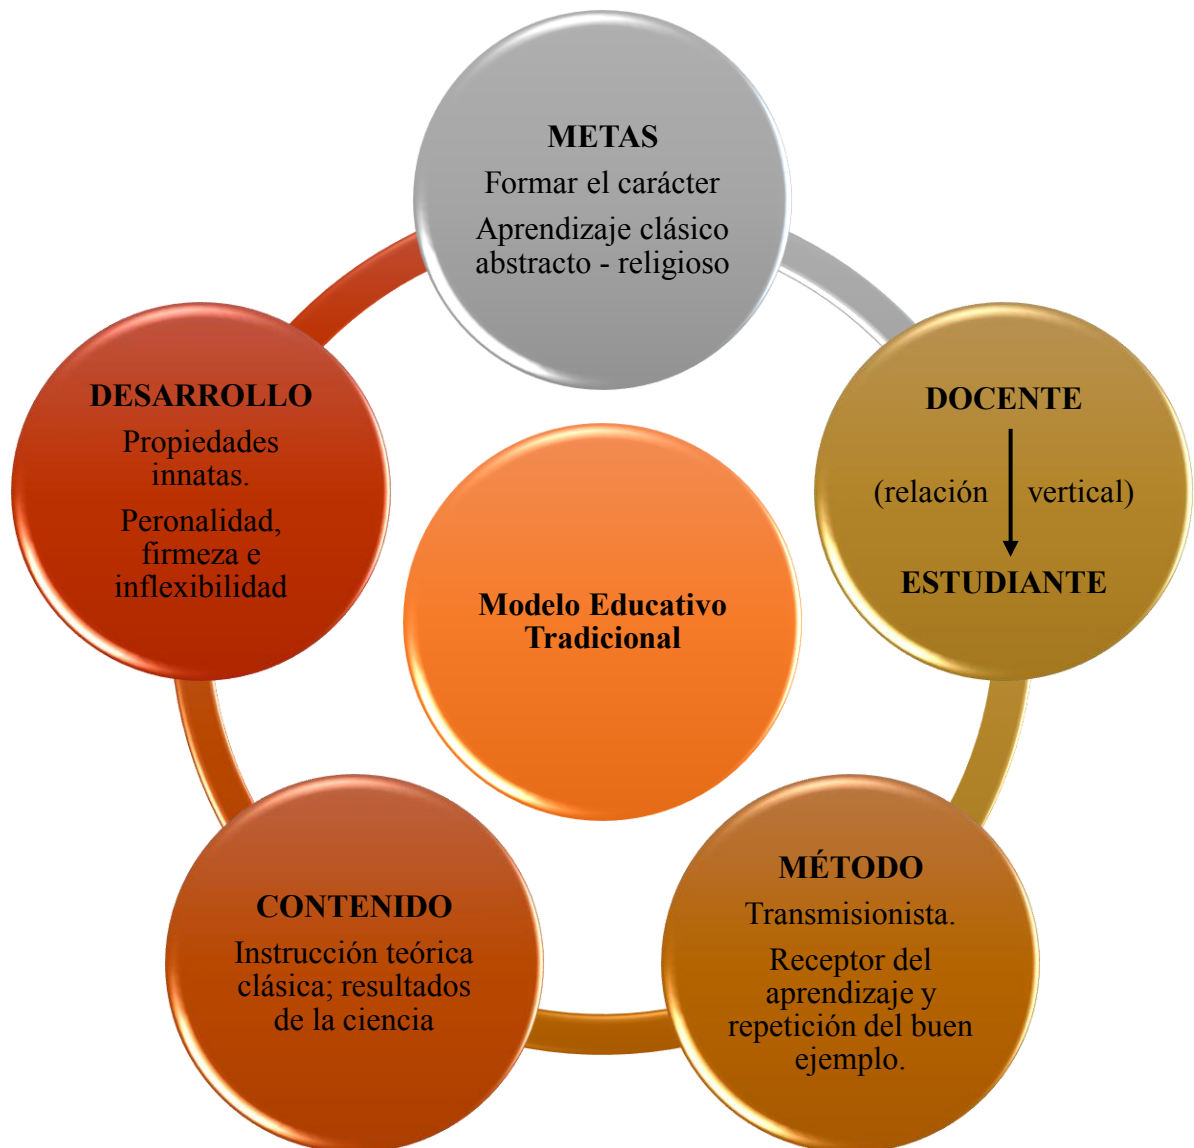 METAS
Formar el carácter
Aprendizaje clásico
abstracto - religioso
DOCENTE
(relación vertical)
ESTUDIANTE
MÉTODO
Transmisionista.
Receptor del
aprendizaje y
repetición del buen
ejemplo.
CONTENIDO
Instrucción teórica
clásica; resultados
de la ciencia
DESARROLLO
Propiedades
innatas.
Peronalidad,
firmeza e
inflexibilidad
Modelo Educativo
Tradicional